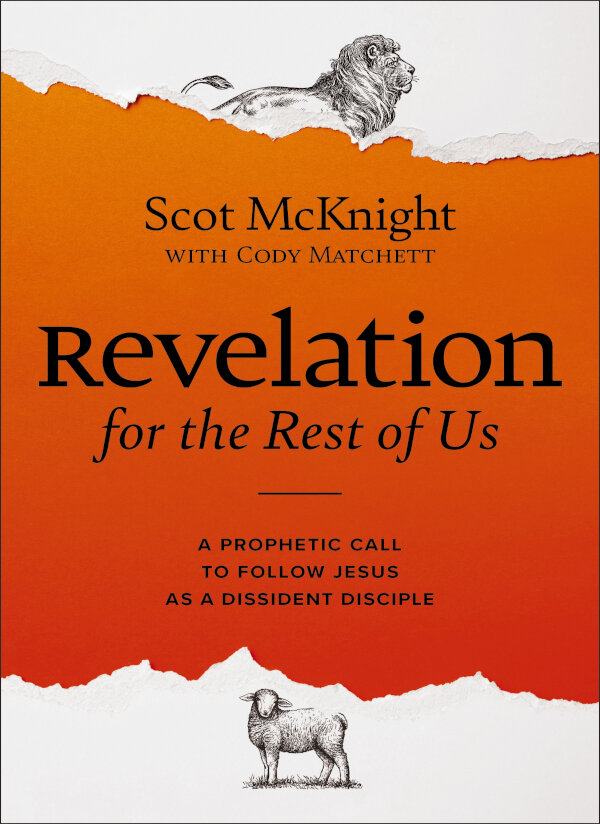 Scot McKnight
WITH CODY MATCHETT
Revelation
for the Rest of Us
A PROPHETIC CALL
TO FOLLOW JESUS
AS A DISSIDENT DISCIPLE